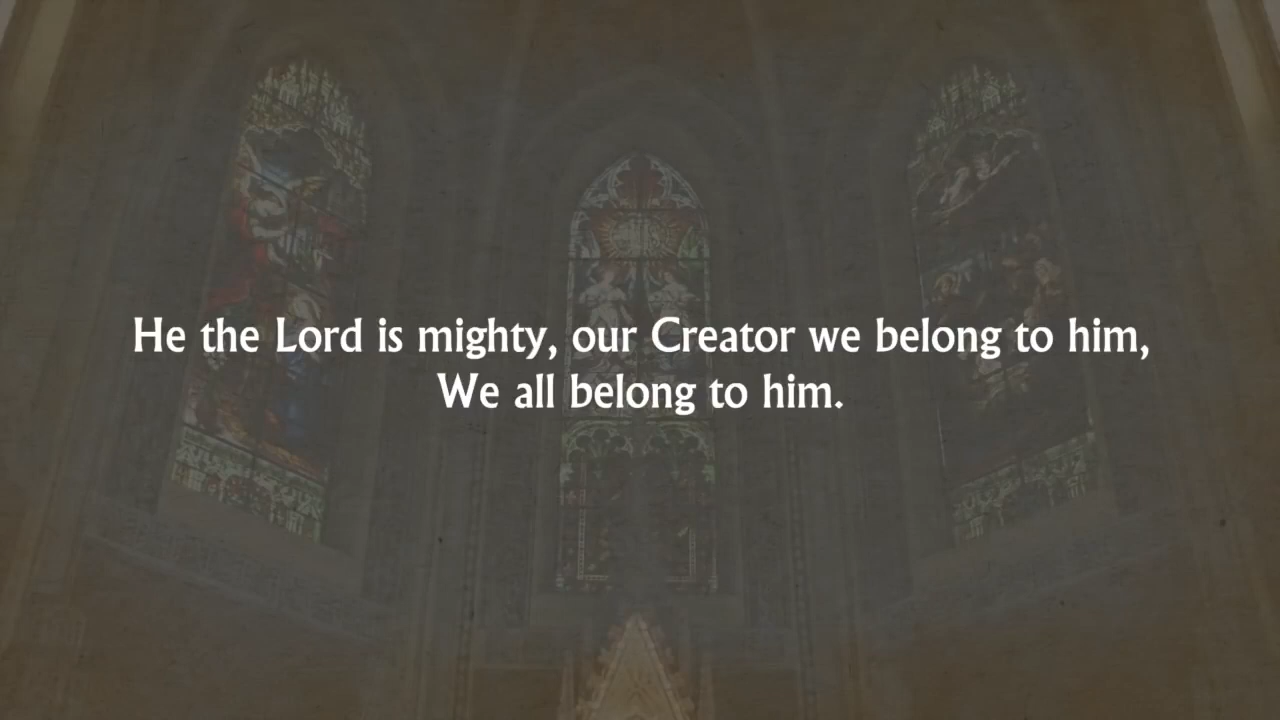 He the Lord is mighty, our Creator we belong to him,
We all belong to him.